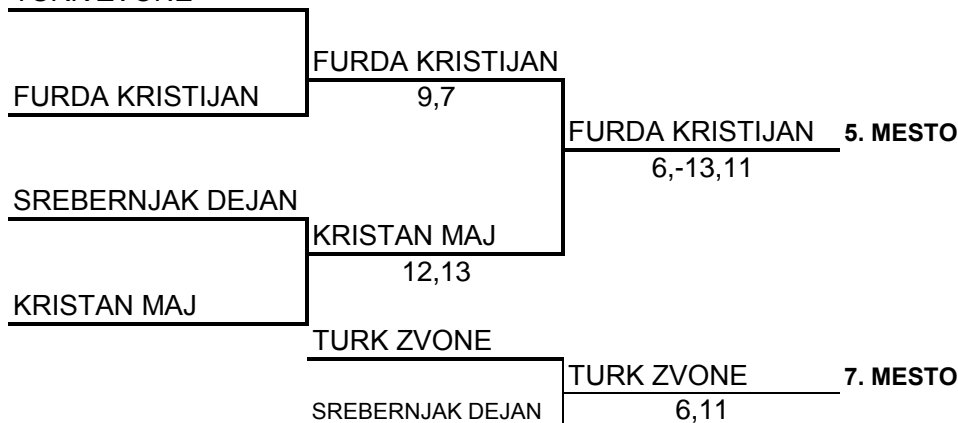 FURDA KRISTIJAN
FURDA KRISTIJAN
9,7
FURDA KRISTIJAN 5. MESTO
6,-13,11
SREBERNJAK DEJAN
KRISTAN MAJ
12,13
KRISTAN MAJ
TURK ZVONE
TURK ZVONE 7. MESTO
SREBERNJAK DEJAN 6,11